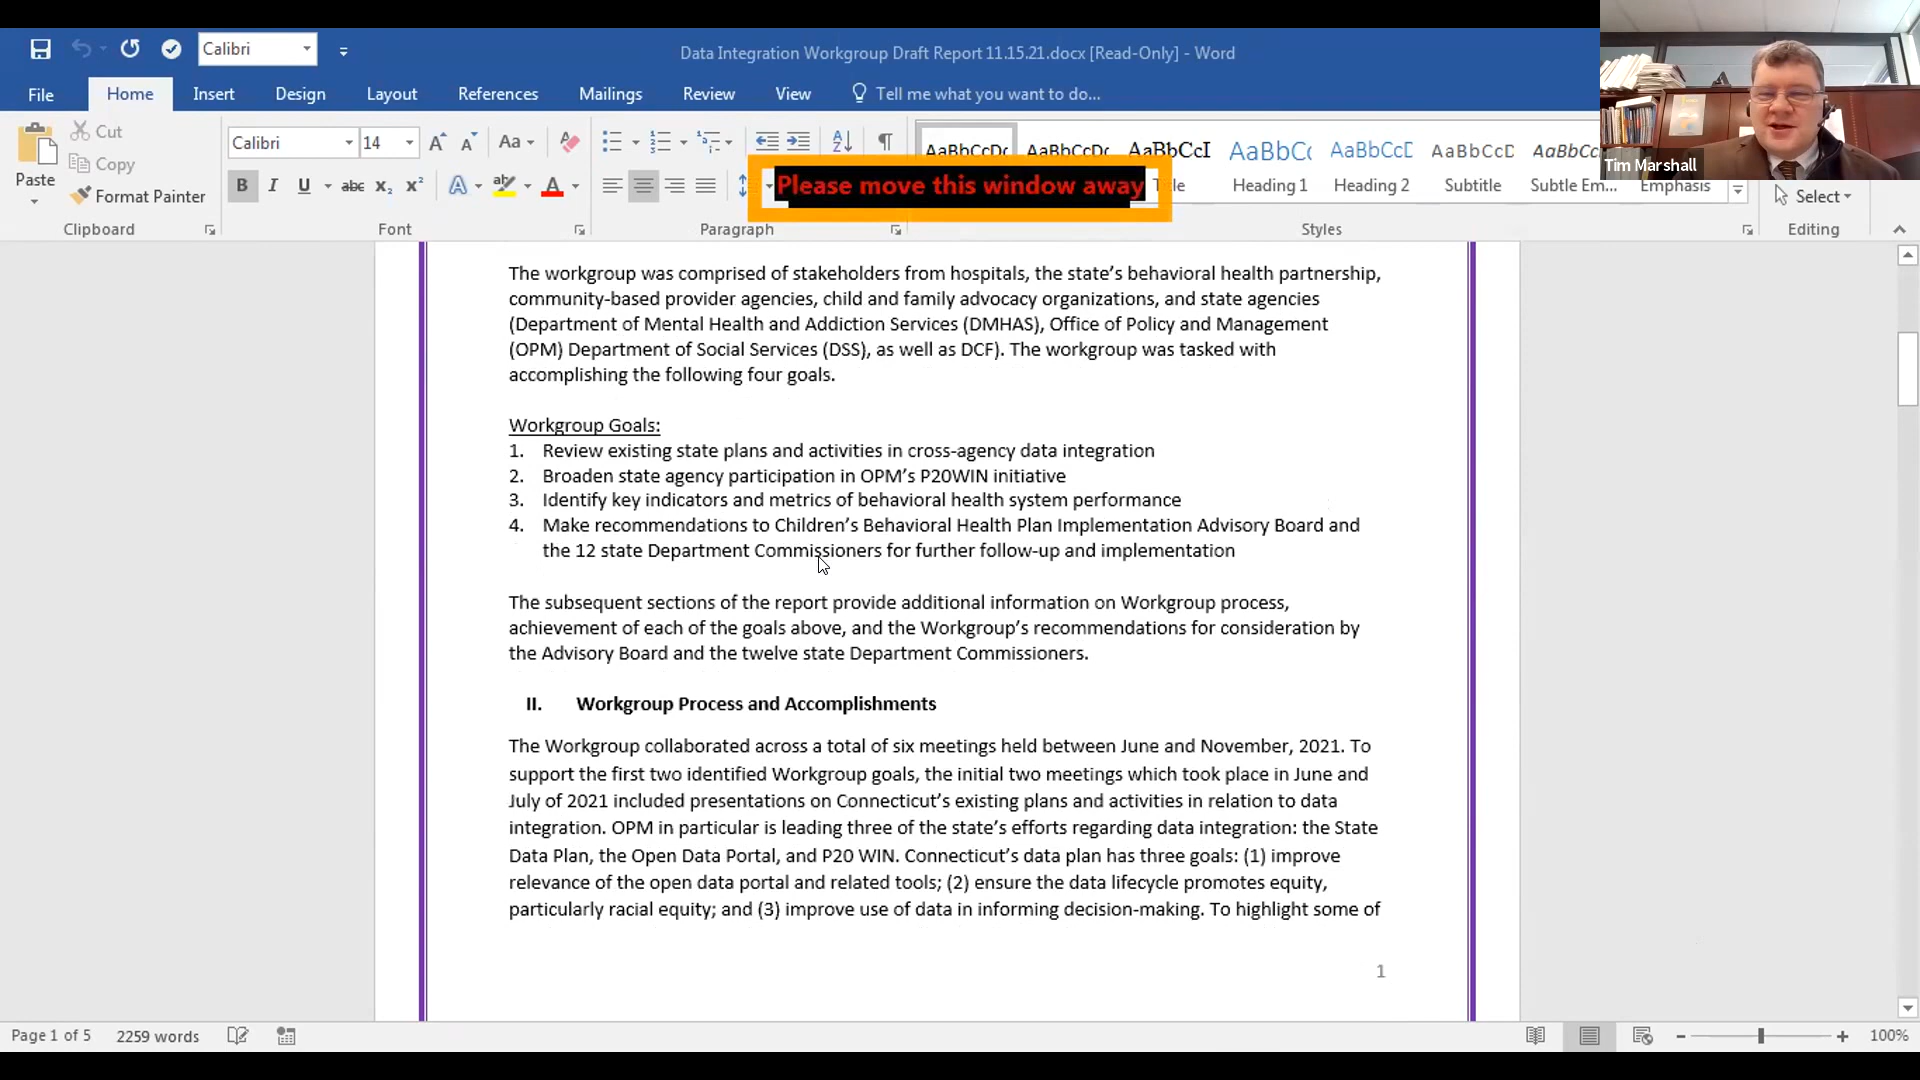 Calibri
Data Integration Workgroup Draft Report 11.15.21.docx [Read-Only] - Word
File
Home
Insert
Design
Layout
References
Mailings
Review
View
Tell me what you want to do...
Tim Marshall
Paste
Cut
Copy
Format Painter
Clipboard
Calibri
14
Aa
B I U abc X₂ X²
A
A
Font
Please move this window away
Paragraph
AaBbCcDc
AaBbCcDc
AaBbCcI
AaBbCc
Heading 1
AaBbCcD
Heading 2
AaBbCcD
Subtitle
Subtle Em...
Emphasis
Styles
Select
Editing
The workgroup was comprised of stakeholders from hospitals, the state’s behavioral health partnership,
community-based provider agencies, child and family advocacy organizations, and state agencies
(Department of Mental Health and Addiction Services (DMHAS), Office of Policy and Management
(OPM) Department of Social Services (DSS), as well as DCF). The workgroup was tasked with
accomplishing the following four goals.
Workgroup Goals:
1. Review existing state plans and activities in cross-agency data integration
2. Broaden state agency participation in OPM’s P20WIN initiative
3. Identify key indicators and metrics of behavioral health system performance
4. Make recommendations to Children’s Behavioral Health Plan Implementation Advisory Board and
the 12 state Department Commissioners for further follow-up and implementation
The subsequent sections of the report provide additional information on Workgroup process,
achievement of each of the goals above, and the Workgroup’s recommendations for consideration by
the Advisory Board and the twelve state Department Commissioners.
II. Workgroup Process and Accomplishments
The Workgroup collaborated across a total of six meetings held between June and November, 2021. To
support the first two identified Workgroup goals, the initial two meetings which took place in June and
July of 2021 included presentations on Connecticut’s existing plans and activities in relation to data
integration. OPM in particular is leading three of the state’s efforts regarding data integration: the State
Data Plan, the Open Data Portal, and P20 WIN. Connecticut’s data plan has three goals: (1) improve
relevance of the open data portal and related tools; (2) ensure the data lifecycle promotes equity,
particularly racial equity; and (3) improve use of data in informing decision-making. To highlight some of
1
Page 1 of 5
2259 words
100%